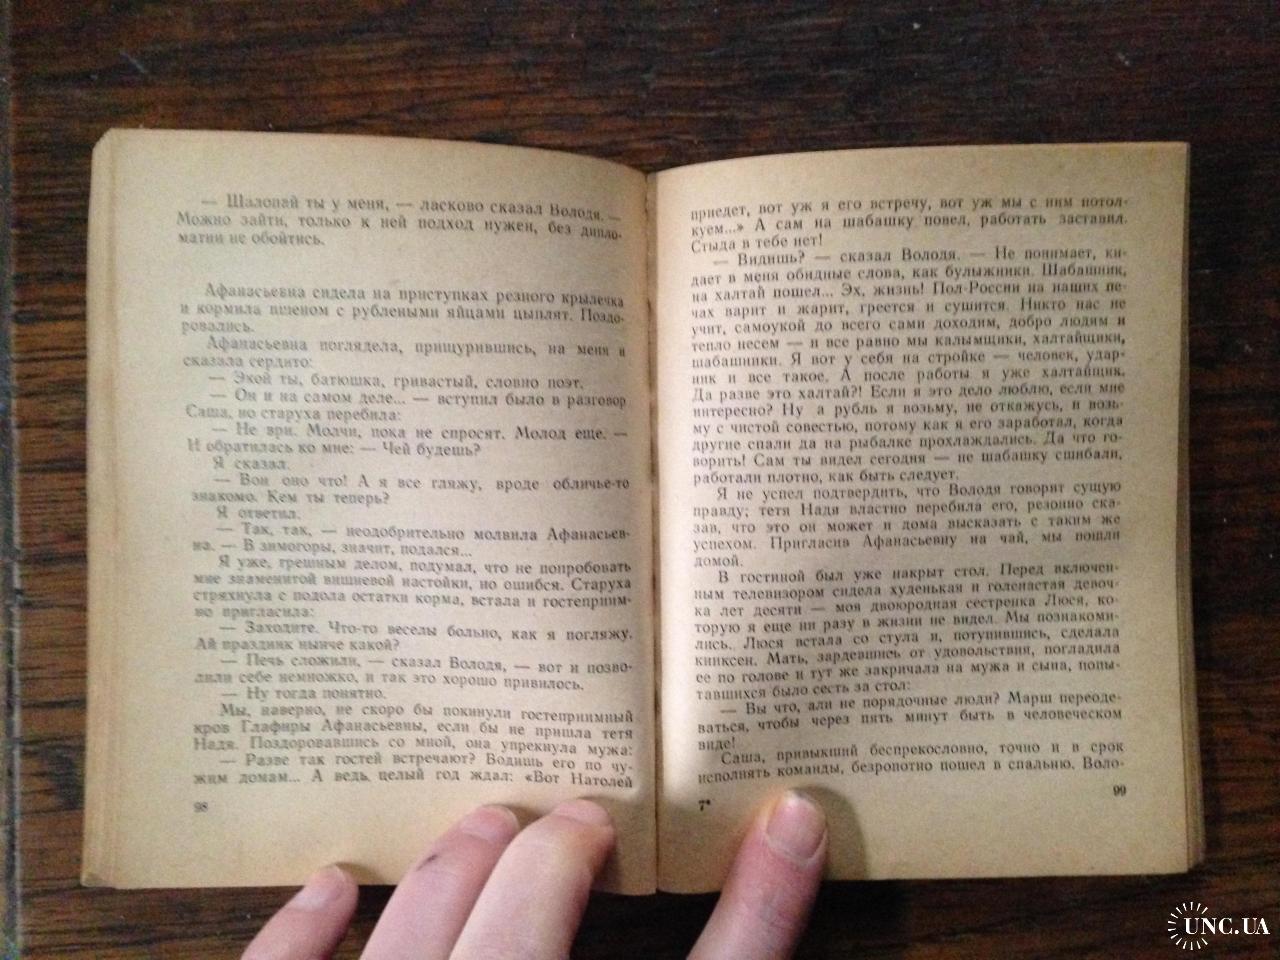 — Шалопай ты у меня, — ласково сказал Володя. —
Можно зайти, только к ней подход нужен, без дипло-
матии не обойтись.
Афанасьевна сидела на приступках резного крылечка
и кормила пшеном с рублеными яйцами цыплят. Поздо-
ровались.
Афанасьевна поглядела, прищурившись, на меня и
сказала сердито:
— Экой ты, батюшка, гривастый, словно поэт.
— Он и на самом деле... — вступил было в разговор
Саша, но старуха перебила:
— Не ври. Молчи, пока не спросят. Молод еще. —
И обратилась ко мне: — Чей будешь?
Я сказал.
— Вон оно что! А я все гляжу, вроде обличье-то
знакомо. Кем ты теперь?
Я ответил.
— Так, так, — неодобрительно молвила Афанасьев-
на. — В зимогоры, значит, подался...
Я уже, грешным делом, подумал, что не попробовать
мне знаменитой вишневой настойки, но ошибся. Старуха
стряхнула с подола остатки корма, встала и гостеприим-
но пригласила:
— Заходите. Что-то веселы больно, как я погляжу.
Ай праздник нынче какой?
— Печь сложили, — сказал Володя, — вот и позво-
лили себе немножко, и так это хорошо привилось.
— Ну тогда понятно.
Мы, наверно, не скоро бы покинули гостеприимный
кров Глафиры Афанасьевны, если бы не пришла тетя
Надя. Поздоровавшись со мной, она упрекнула мужа:
— Разве так гостей встречают? Водишь его по чу-
жим домам... А ведь целый год ждал: «Вот Натолей
98
приедет, вот уж я его встречу, вот уж мы с ним потол-
куем...» А сам на шабашку повел, работать заставил.
Стыда в тебе нет!
— Видишь? — сказал Володя. — Не понимает, ки-
дает в меня обидные слова, как булыжники. Шабашник,
на халтай пошел... Эх, жизнь! Пол-России на наших пе-
чах варит и жарит, греется и сушится. Никто нас не
учит, самоукой до всего сами доходим, добро людям и
тепло несем — и все равно мы калымщики, халтайщики,
шабашники. Я вот у себя на стройке — человек, удар-
ник и все такое. А после работы я уже халтайщик.
Да разве это халтай?! Если я это дело люблю, если мне
интересно? Ну а рубль я возьму, не откажусь, и возь-
му с чистой совестью, потому как я его заработал, когда
другие спали да на рыбалке прохлаждались. Да что го-
ворить! Сам ты видел сегодня — не шабашку сшибали,
работали плотно, как быть следует.
Я не успел подтвердить, что Володя говорит сущую
правду; тетя Надя властно перебила его, резонно ска-
зав, что это он может и дома высказать с таким же
успехом. Пригласив Афанасьевну на чай, мы пошли
домой.
В гостиной был уже накрыт стол. Перед включен-
ным телевизором сидела худенькая и голенастая девоч-
ка лет десяти — моя двоюродная сестренка Люся, ко-
торую я еще ни разу в жизни не видел. Мы познакоми-
лись. Люся встала со стула и, потупившись, сделала
книксен. Мать, зардевшись от удовольствия, погладила
ее по голове и тут же закричала на мужа и сына, попы-
тавшихся было сесть за стол:
— Вы что, али не порядочные люди? Марш переоде-
ваться, чтобы через пять минут быть в человеческом
виде!
Саша, привыкший беспрекословно, точно и в срок
исполнять команды, безропотно пошел в спальню. Воло-
7*
99
UNC.UA